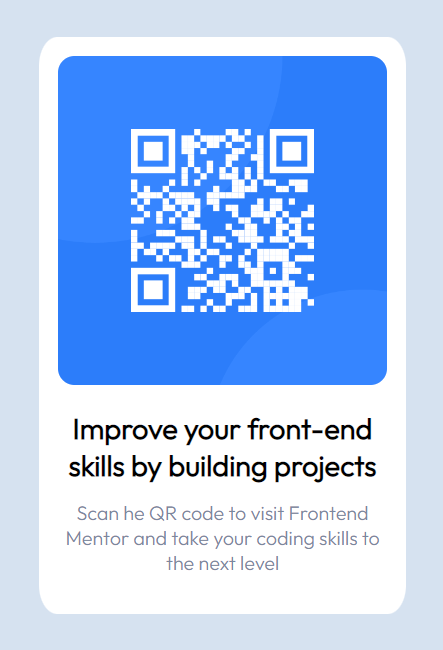 Improve your front-end
skills by building projects
Scan he QR code to visit Frontend
Mentor and take your coding skills to
the next level